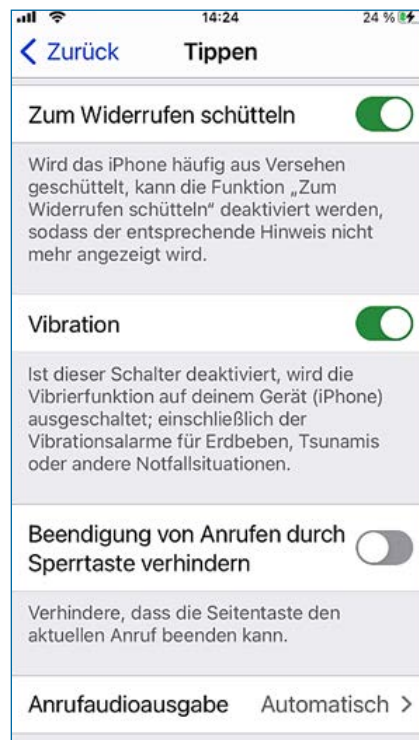 14:24
24 %
Zurück
Tippen
Zum Widerrufen schütteln
Wird das iPhone häufig aus Versehen
geschüttelt, kann die Funktion „Zum
Widerrufen schütteln“ deaktiviert werden,
sodass der entsprechende Hinweis nicht
mehr angezeigt wird.
Vibration
Ist dieser Schalter deaktiviert, wird die
Vibrierfunktion auf deinem Gerät (iPhone)
ausgeschaltet; einschließlich der
Vibrationsalarme für Erdbeben, Tsunamis
oder andere Notfallsituationen.
Beendigung von Anrufen durch
Sperrtaste verhindern
Verhindere, dass die Seitentaste den
aktuellen Anruf beenden kann.
Anrufaudioausgabe Automatisch